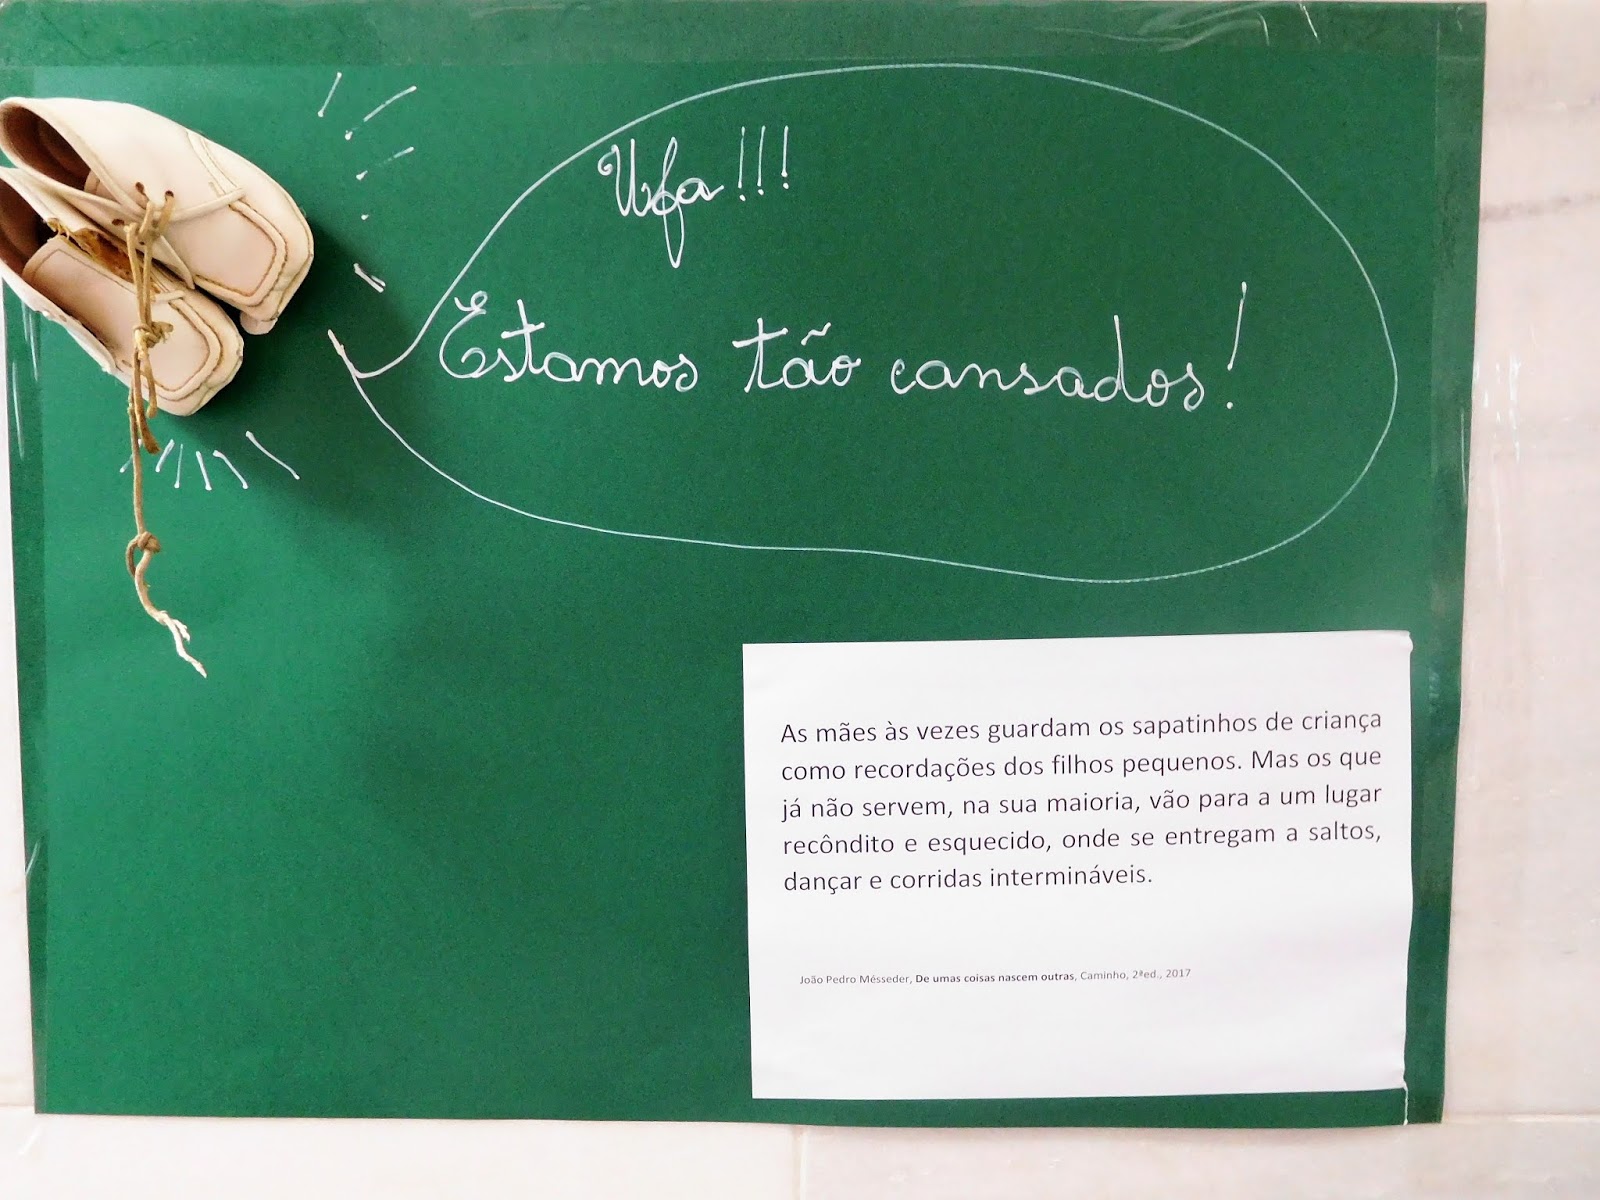 Ufa!!!
Estamos tão cansados!
As mães às vezes guardam os sapatinhos de criança
como recordações dos filhos pequenos. Mas os que
já não servem, na sua maioria, vão para a um lugar
recôndito e esquecido, onde se entregam a saltos,
dançar e corridas intermináveis.
João Pedro Mésseder, De umas coisas nascem outras, Caminho, 2ªed., 2017